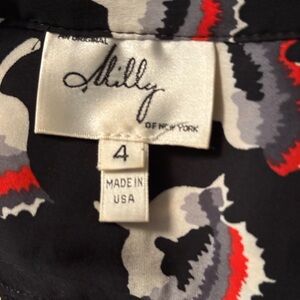 AN ORIGINAL
Milly
OF NEW YORK
4
MADE IN
USA